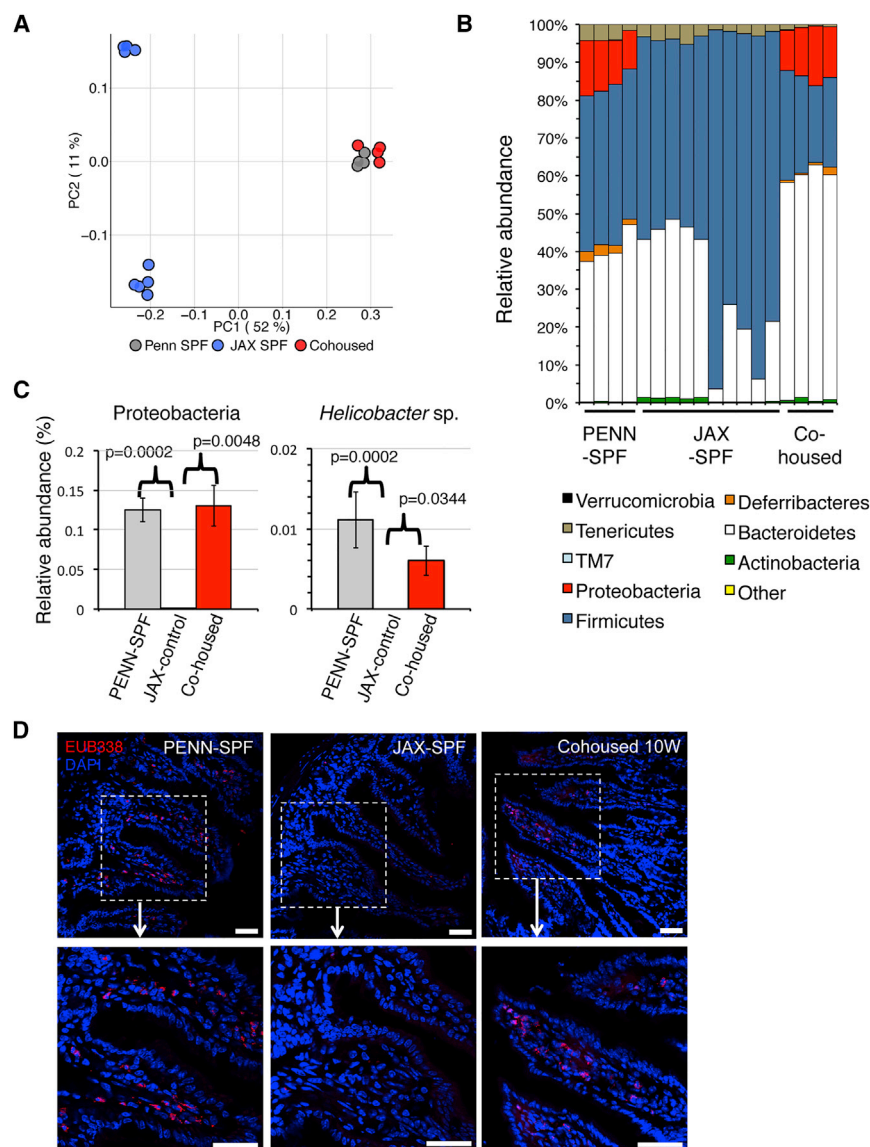 A
0.1
0.0
−0.1
PC2 ( 11 % )
−0.2
−0.1
0.0
0.1
0.2
0.3
PC1 ( 52 %)
Penn SPF
JAX SPF
Cohoused
B
100%
90%
80%
70%
60%
50%
40%
30%
20%
10%
0%
Relative abundance
PENN
-SPF
JAX
-SPF
Co-
housed
Verrucomicrobia
Tenericutes
TM7
Proteobacteria
Firmicutes
Deferribacteres
Bacteroidetes
Actinobacteria
Other
C
Proteobacteria
Relative abundance (%)
0.2
0.15
0.1
0.05
0
p=0.0002
p=0.0048
PENN-SPF
JAX-control
Co-housed
Helicobacter sp.
0.02
0.01
0
p=0.0002
p=0.0344
PENN-SPF
JAX-control
Co-housed
D
EUB338
DAPI
PENN-SPF
JAX-SPF
Cohoused 10W